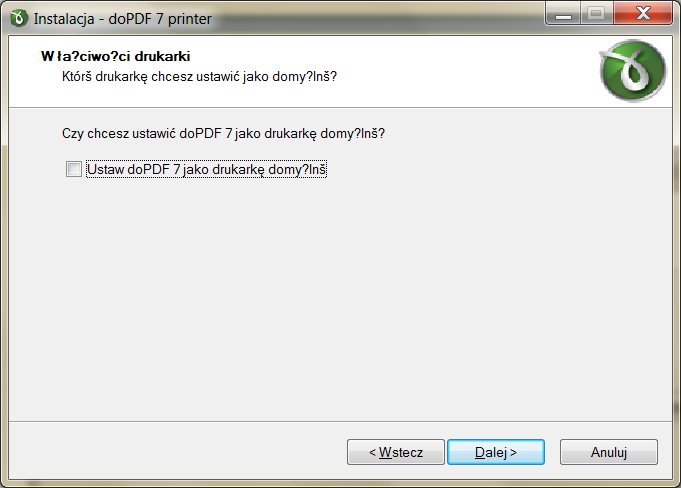 Instalacja - doPDF 7 printer
W ła?ciwo?ci drukarki
Którš drukarkę chcesz ustawić jako domy?lnš?
Czy chcesz ustawić doPDF 7 jako drukarkę domy?lnš?
Ustaw doPDF 7 jako drukarkę domy?lnš
< Wstecz
Dalej >
Anuluj